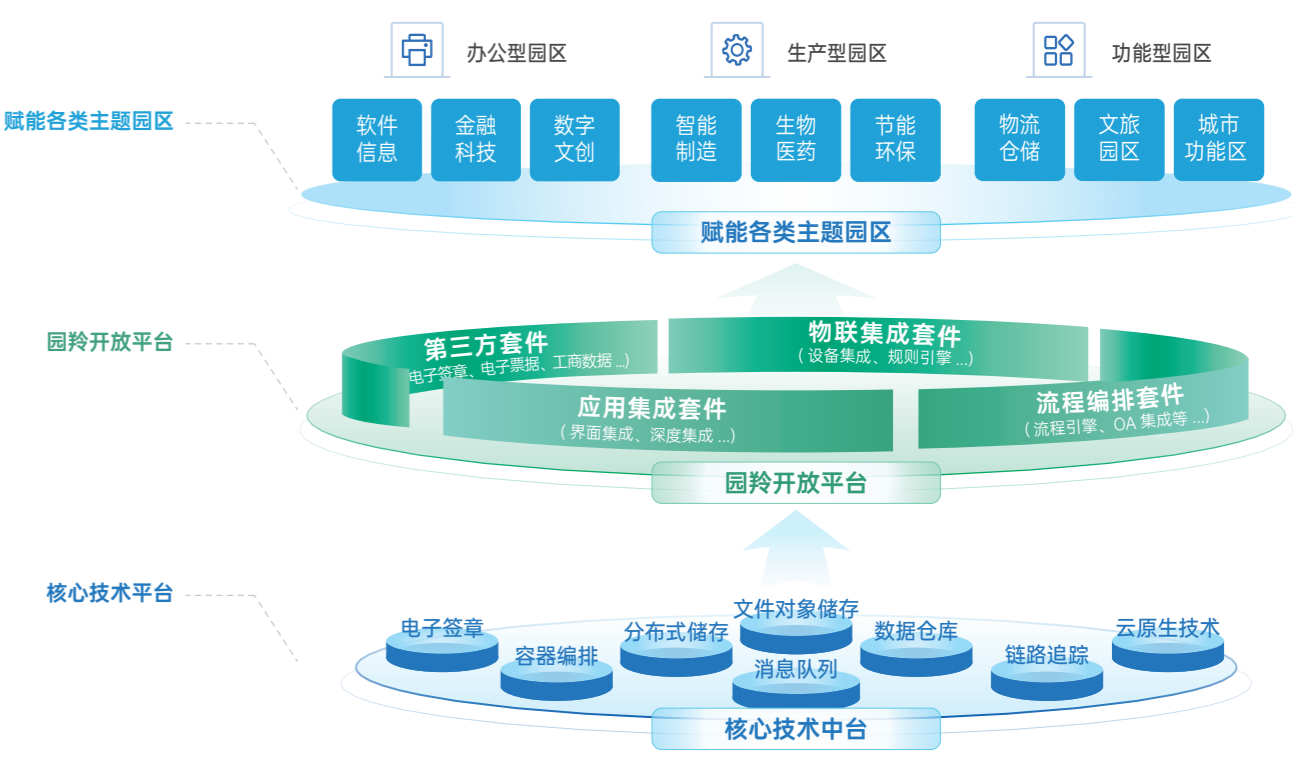 办公型园区
生产型园区
功能型园区
赋能各类主题园区
软件
信息
金融
科技
数字
文创
智能
制造
生物
医药
节能
环保
物流
仓储
文旅
园区
城市
功能区
赋能各类主题园区
园羚开放平台
第三方套件
电子签章、电子票据、工商数据 ...)
物联集成套件
( 设备集成、规则引擎 ...)
应用集成套件
( 界面集成、深度集成 ...)
流程编排套件
( 流程引擎、OA 集成等 ...)
园羚开放平台
核心技术平台
电子签章
容器编排
分布式储存
文件对象储存
消息队列
数据仓库
链路追踪
云原生技术
核心技术中台